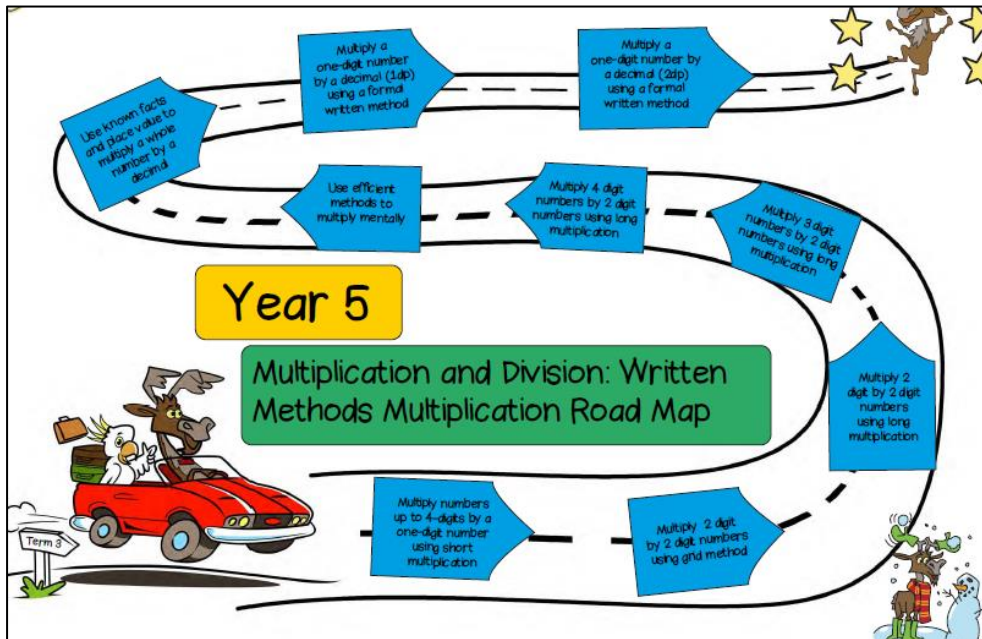 Multiply a
one-digit number
by a decimal (1dp)
using a formal
written method
Multiply a
one-digit number by
a decimal (2dp)
using a formal
written method
Use known facts
and place value to
multiply a whole
number by a
decimal
Use efficient
methods to
multiply mentally
Multiply 4 digit
numbers by 2 digit
numbers using long
multiplication
Multiply 3 digit
numbers by 2 digit
numbers using long
multiplication
Year 5
Multiplication and Division: Written
Methods Multiplication Road Map
Multiply 2
digit by 2 digit
numbers
using long
multiplication
Multiply numbers
up to 4-digits by a
one-digit number
using short
multiplication
Multiply 2 digit
by 2 digit numbers
using grid method
Term 3